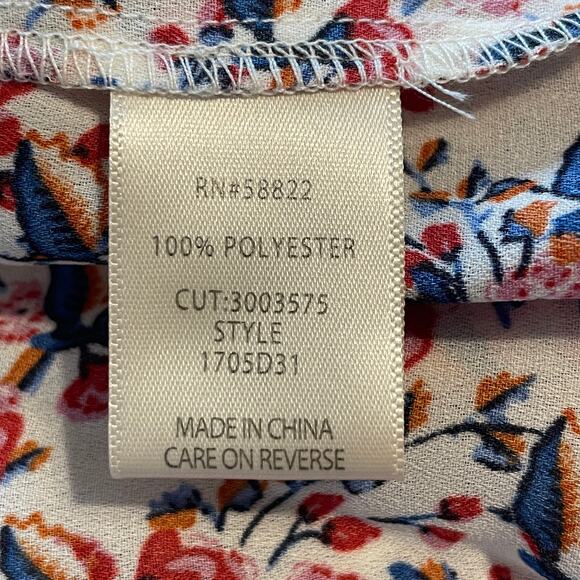 RN#58822
100% POLYESTER
CUT:3003575
STYLE
1705D31
MADE IN CHINA
CARE ON REVERSE